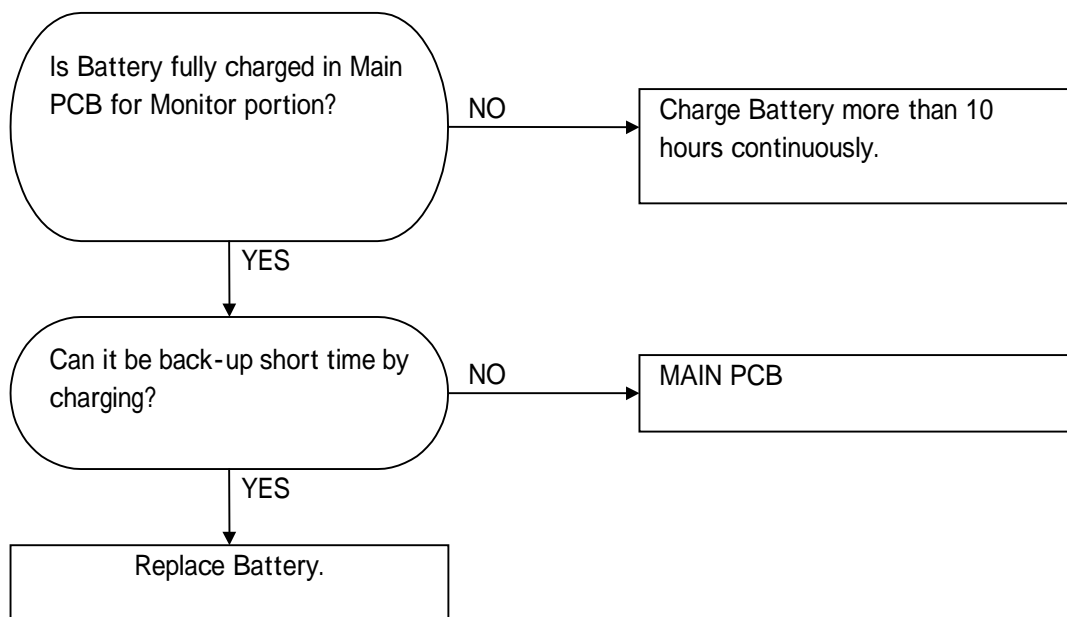 Is Battery fully charged in Main
PCB for Monitor portion?
NO
Charge Battery more than 10
hours continuously.
YES
Can it be back-up short time by
charging?
NO
MAIN PCB
YES
Replace Battery.